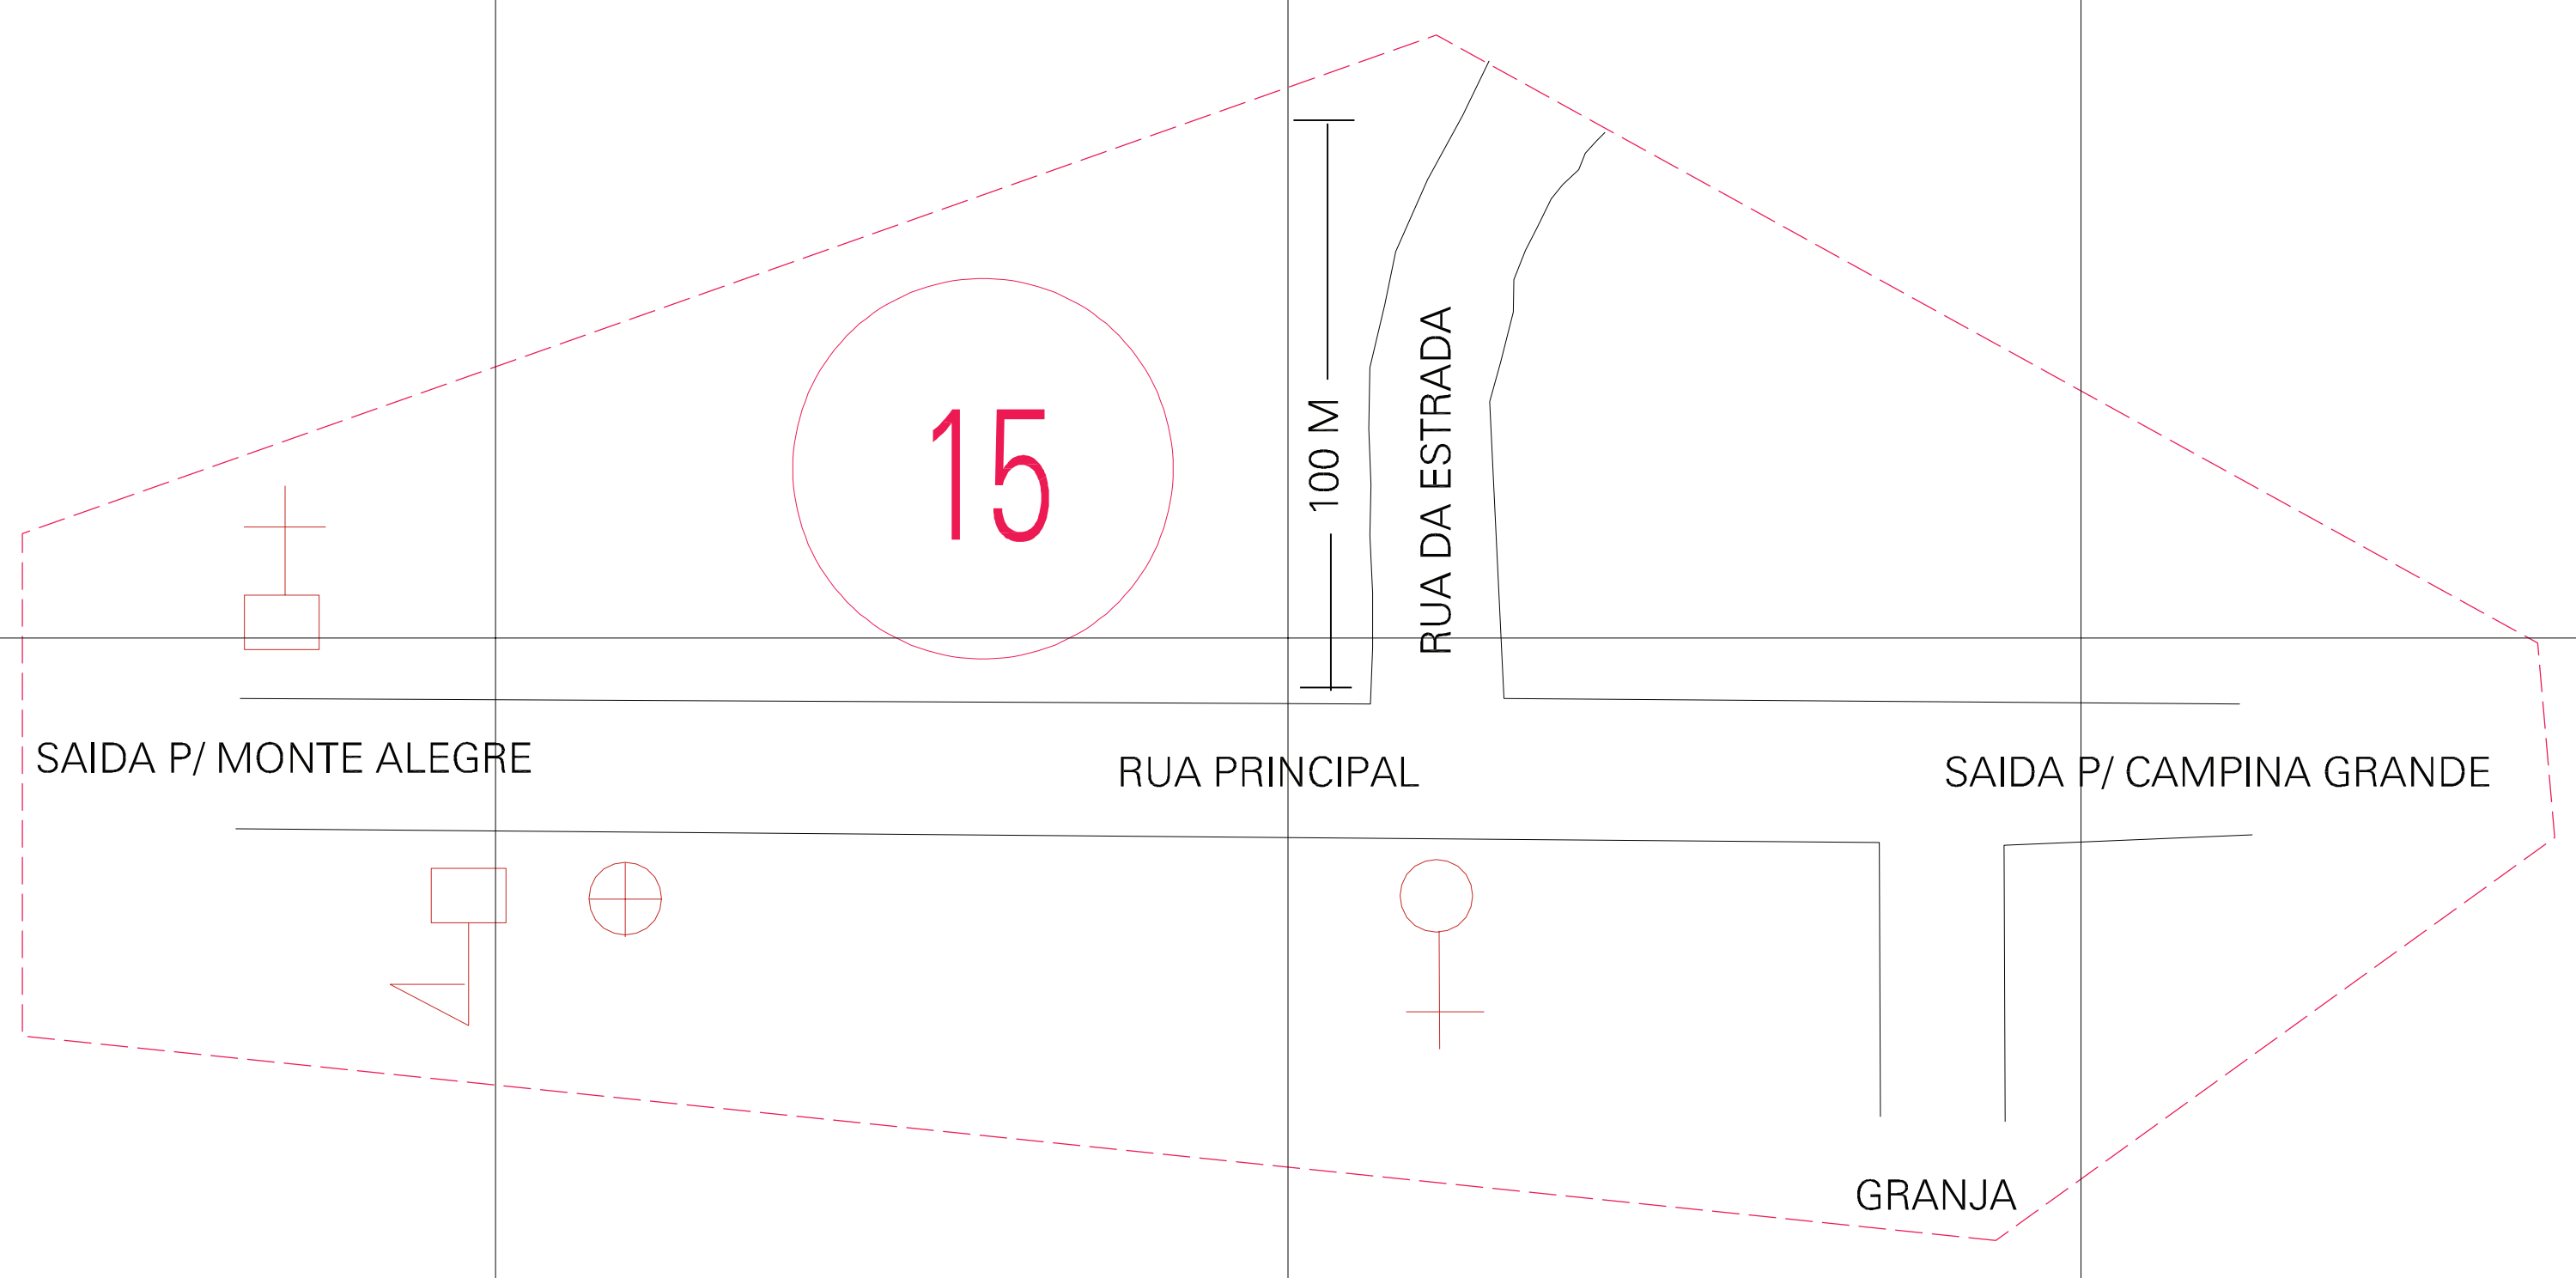 15
100 M
RUA DA ESTRADA
SAIDA P/ MONTE ALEGRE
RUA PRINCIPAL
SAIDA P/ CAMPINA GRANDE
GRANJA